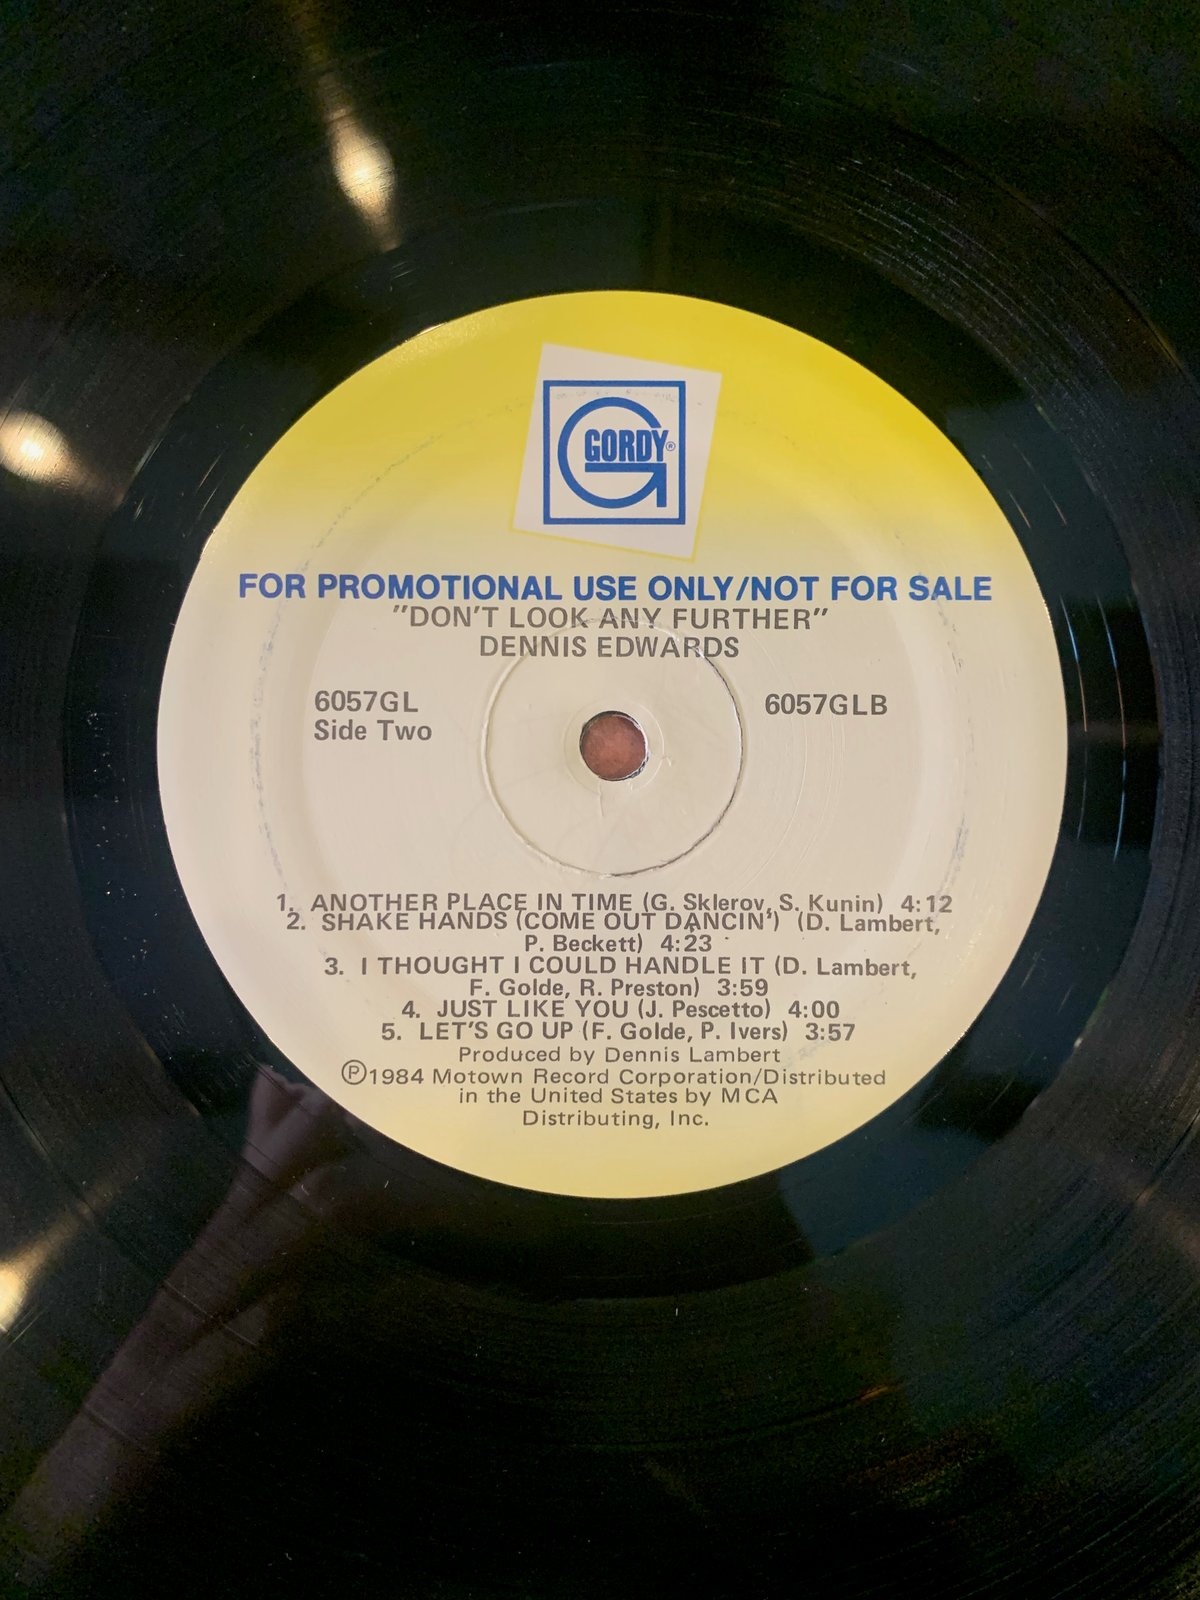 GORDY®
FOR PROMOTIONAL USE ONLY/NOT FOR SALE
"DON'T LOOK ANY FURTHER"
DENNIS EDWARDS
6057GL 6057GLB
Side Two
1. ANOTHER PLACE IN TIME (G. Sklerov, S. Kunin) 4:12
2. SHAKE HANDS (COME OUT DANCIN') (D. Lambert,
P. Beckett) 4:23
3. I THOUGHT I COULD HANDLE IT (D. Lambert,
F. Golde, R. Preston) 3:59
4. JUST LIKE YOU (J. Pescetto) 4:00
5. LET'S GO UP (F. Golde, P. Ivers) 3:57
Produced by Dennis Lambert
℗1984 Motown Record Corporation/Distributed
in the United States by MCA
Distributing, Inc.